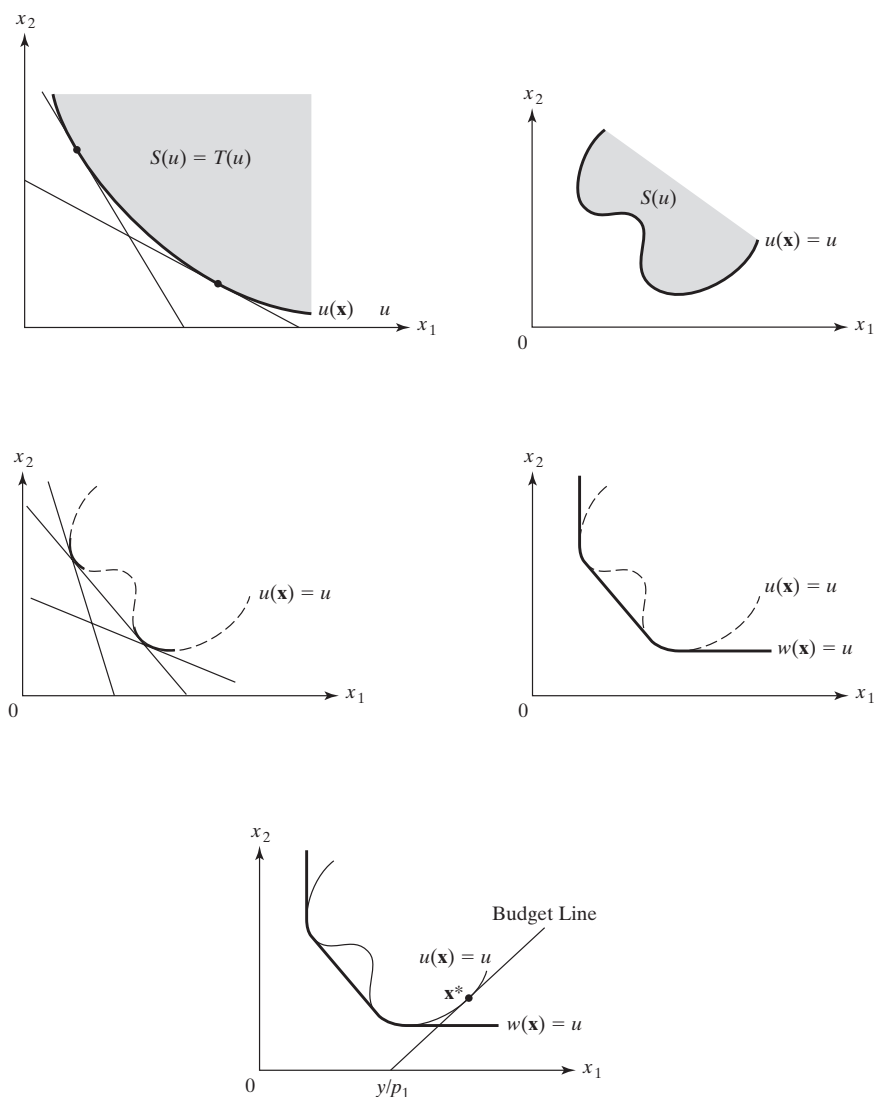 x2
S(u) = T(u)
u(x) u
x1
x2
S(u)
u(x) = u
0
x1
x2
u(x) = u
0
x1
x2
u(x) = u
w(x) = u
0
x1
x2
Budget Line
u(x) = u
x*
w(x) = u
0
y/p1
x1